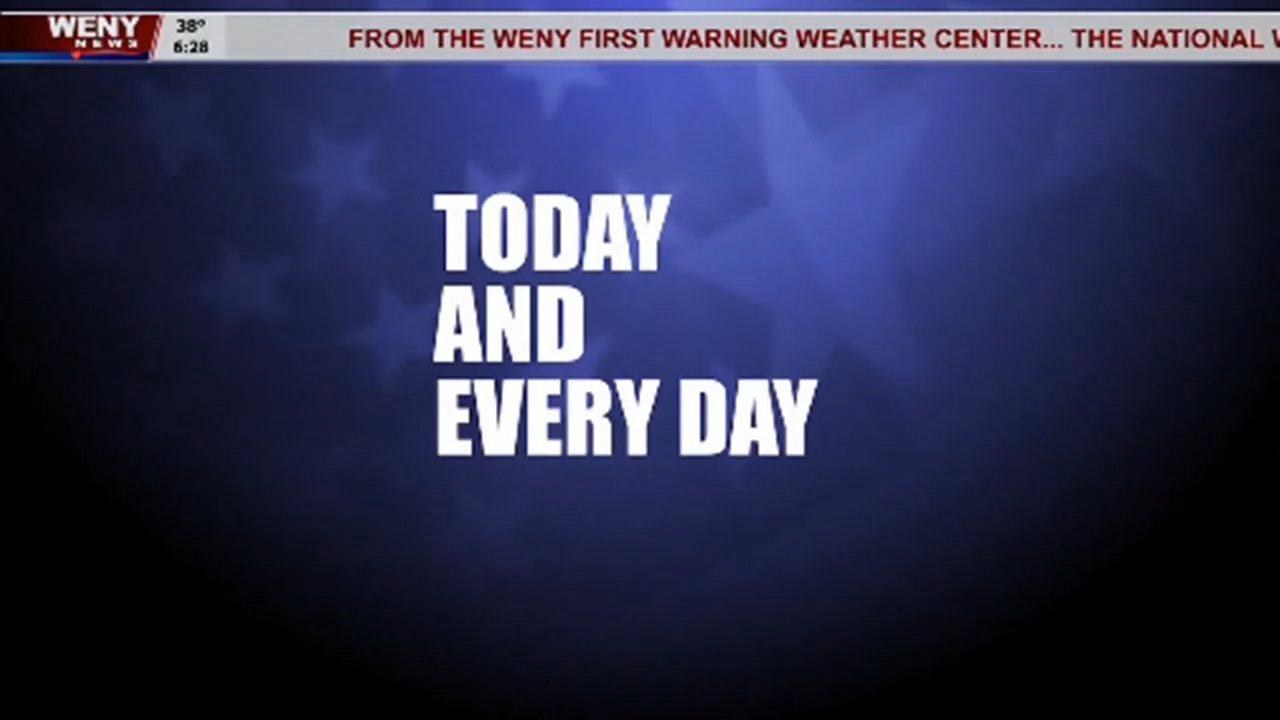 WENY
NEWS
38°
6:28
FROM THE WENY FIRST WARNING WEATHER CENTER... THE NATIONAL
TODAY
AND
EVERY DAY